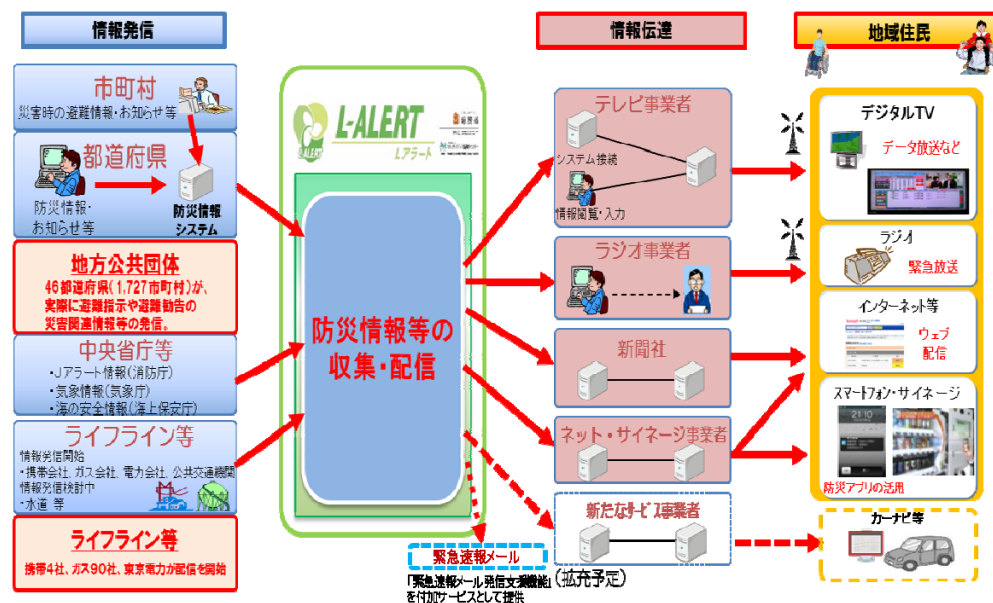 情報発信
市町村
災害時の避難情報・お知らせ等
都道府県
防災情報・
お知らせ等
防災情報
システム
地方公共団体
46都道府県(1,727市町村)が、
実際に避難指示や避難勧告の
災害関連情報等の発信。
中央省庁等
・Jアラート情報(消防庁)
・気象情報(気象庁)
・海の安全情報(海上保安庁)
ライフライン等
情報発信開始
・携帯会社、ガス会社、電力会社、公共交通機関
情報発信検討中
・水道 等
ライフライン等
携帯4社、ガス90社、東京電力が配信を開始
L-ALERT
L-ALERT
Lアラート
総務省
防災情報等の
収集・配信
緊急速報メール
「緊急速報メール発信支援機能」
を付加サービスとして提供
情報伝達
テレビ事業者
システム接続
情報閲覧・入力
ラジオ事業者
新聞社
ネット・サイネージ事業者
新たなサービス事業者
(拡充予定)
地域住民
デジタルTV
データ放送など
ラジオ
緊急放送
インターネット等
ウェブ
配信
スマートフォン・サイネージ
21:10
防災アプリの活用
カーナビ等